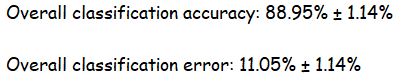 Overall classification accuracy: 88.95% ± 1.14%
Overall classification error: 11.05% ± 1.14%